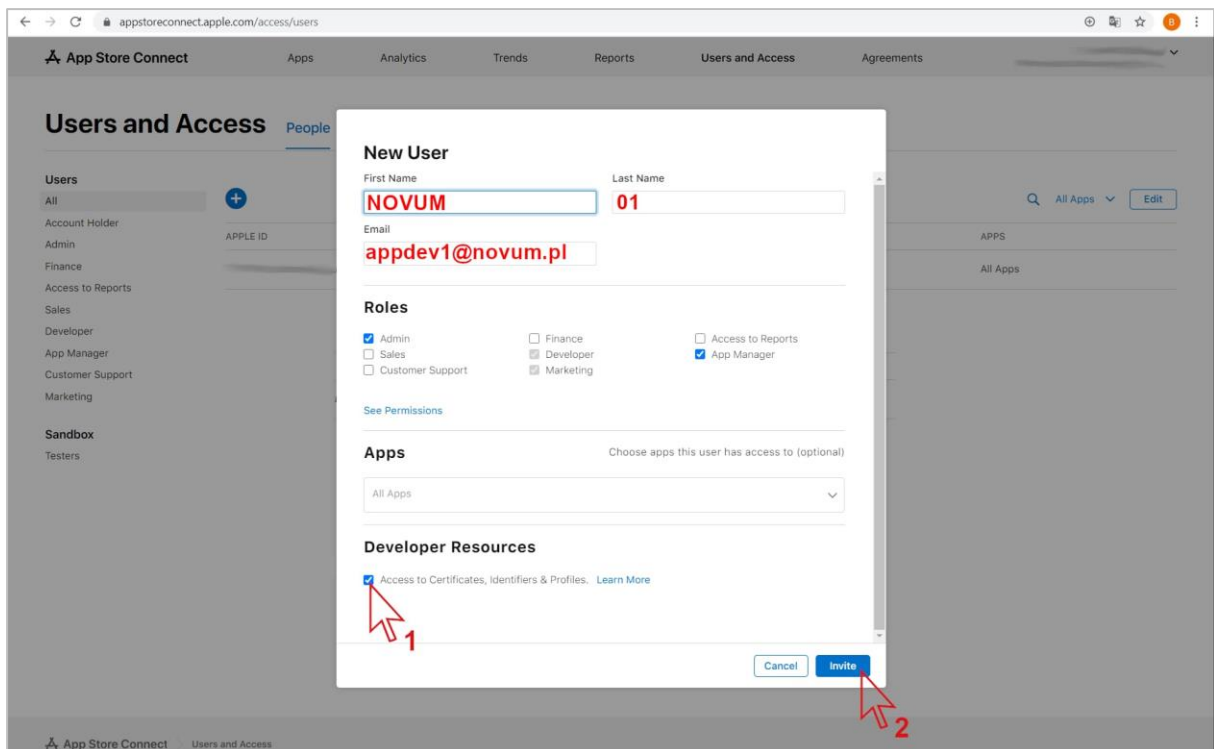 appstoreconnect.apple.com/access/users
B
App Store Connect Apps Analytics Trends Reports Users and Access Agreements
Users and Access People
Users
All
Account Holder
Admin
Finance
Access to Reports
Sales
Developer
App Manager
Customer Support
Marketing
Sandbox
Testers
APPLE ID
New User
First Name Last Name
NOVUM 01
Email
appdev1@novum.pl
Roles
Admin Finance Access to Reports
Sales Developer App Manager
Customer Support Marketing
See Permissions
Apps Choose apps this user has access to (optional)
All Apps
Developer Resources
Access to Certificates, Identifiers & Profiles. Learn More
1
Cancel Invite
2
All Apps Edit
APPS
All Apps
App Store Connect Users and Access